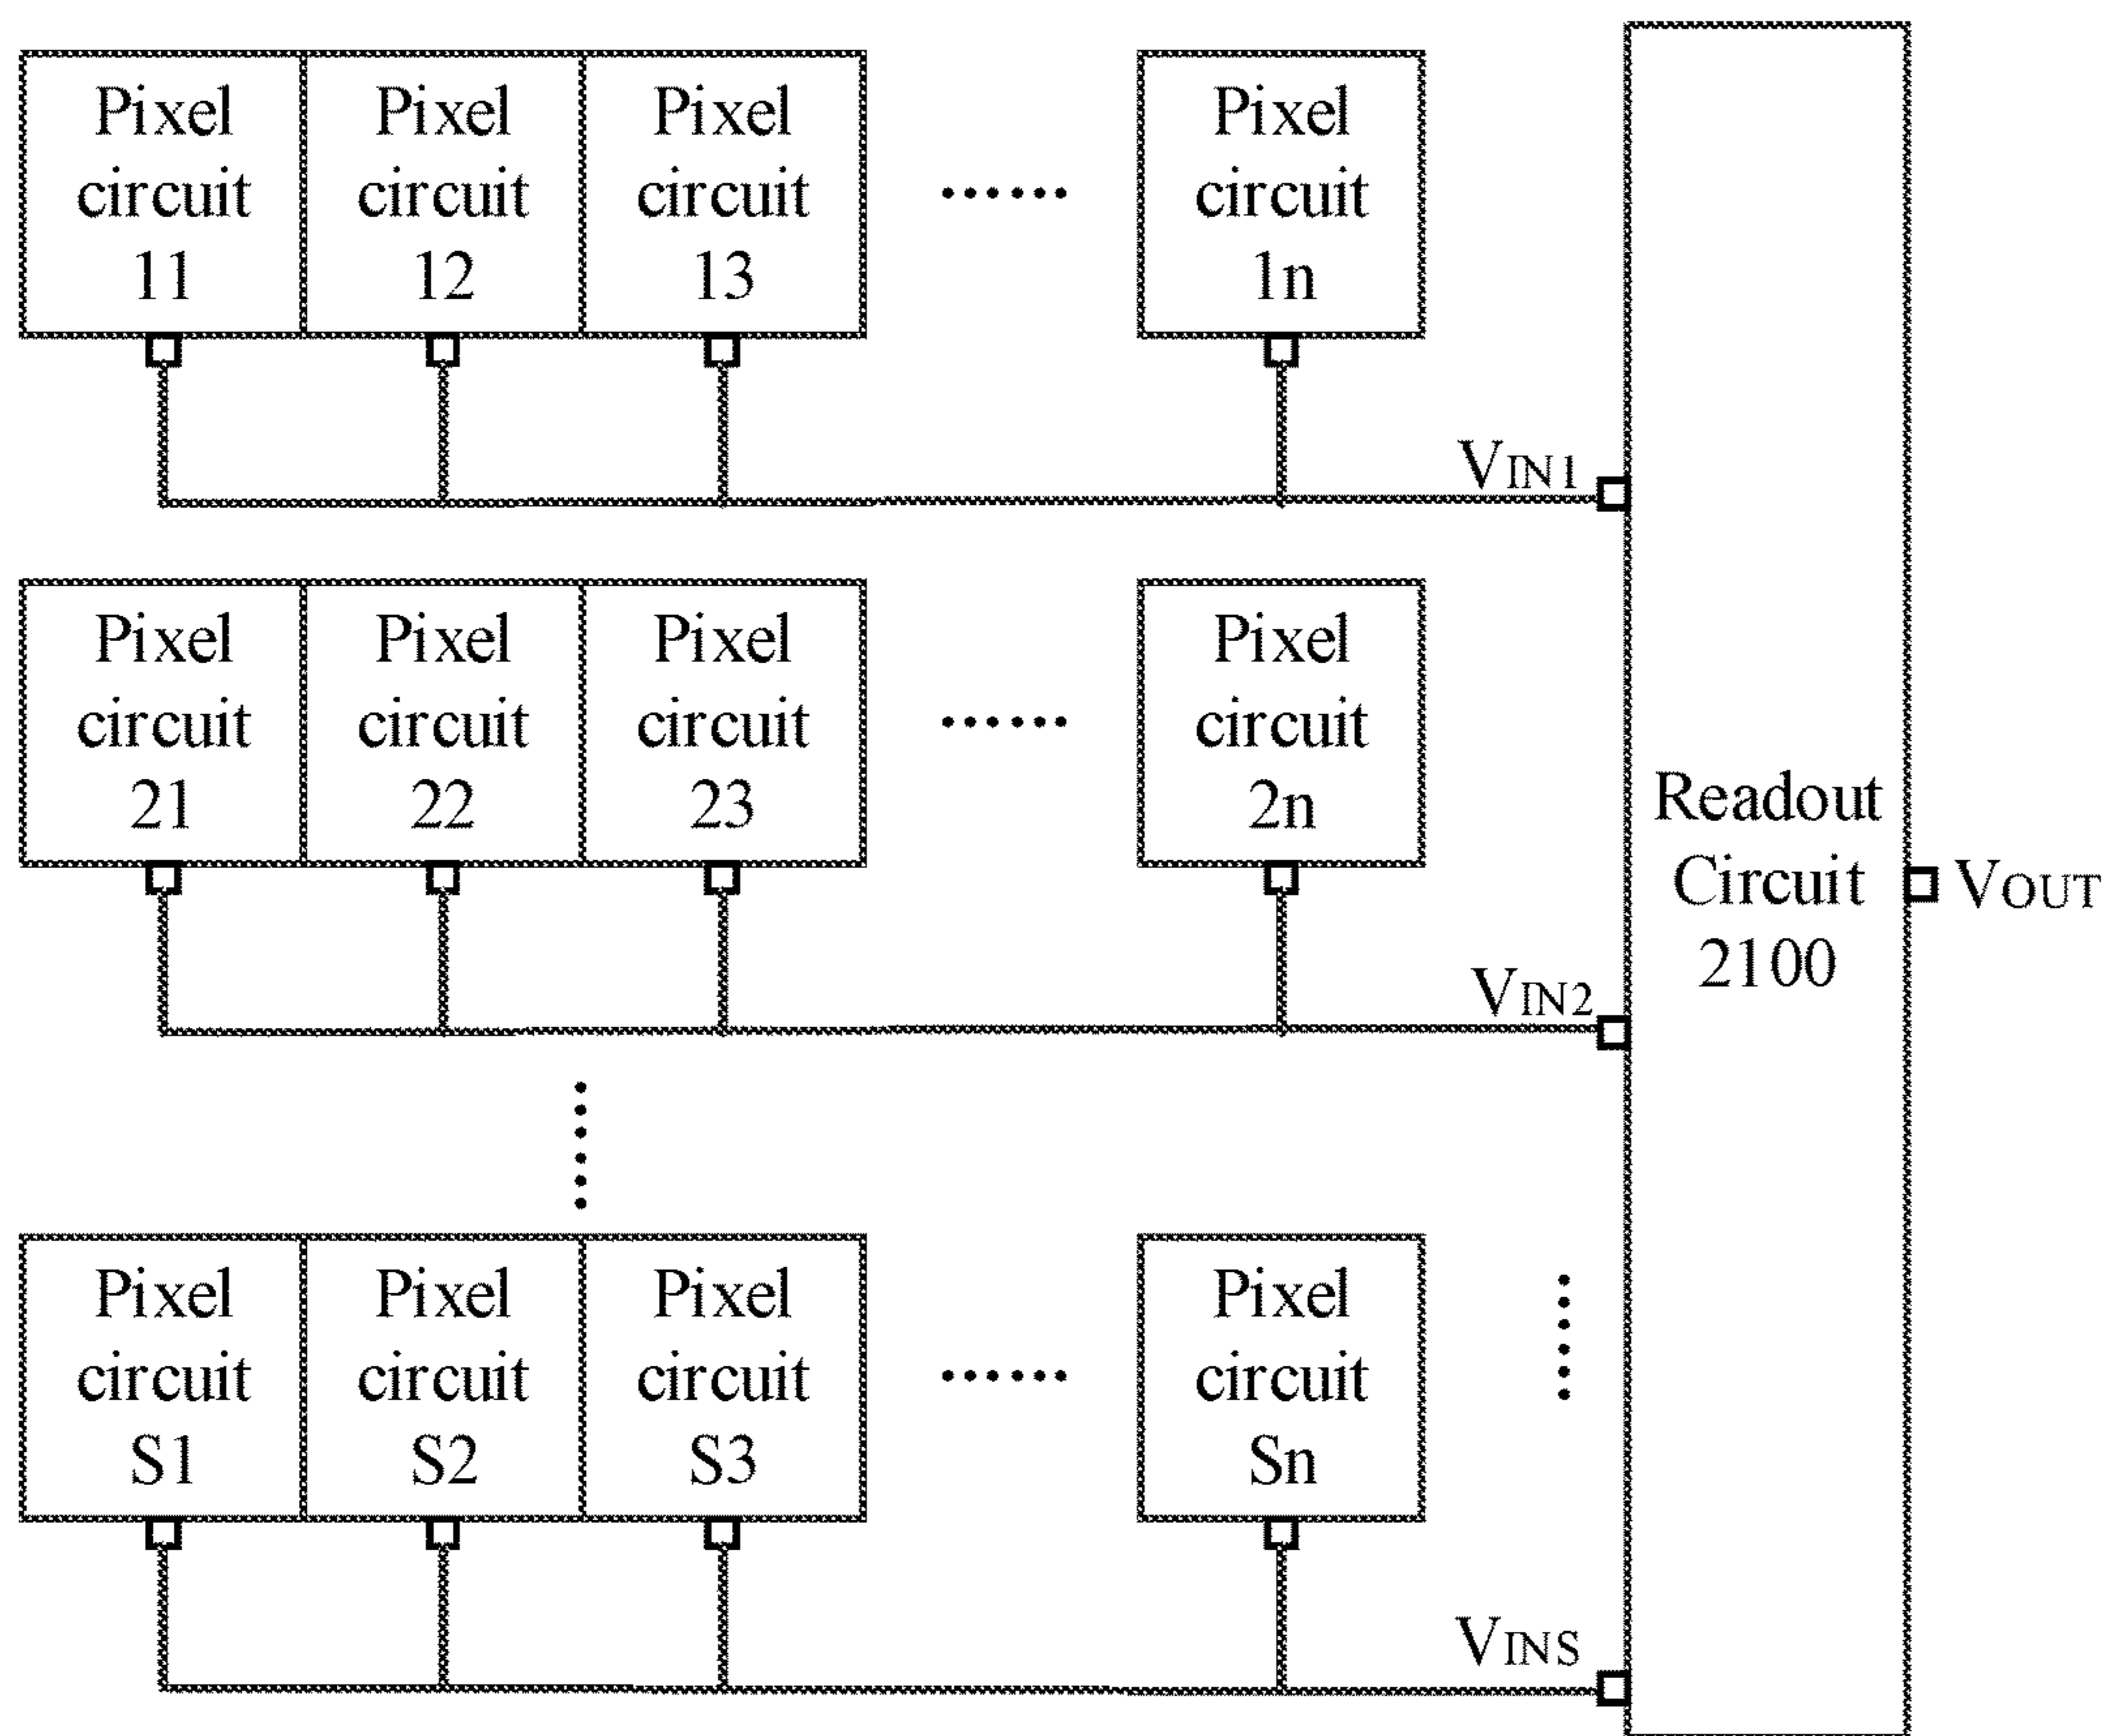 Pixel circuit 11
Pixel circuit 12
Pixel circuit 13
......
Pixel circuit 1n
VIN1
Pixel circuit 21
Pixel circuit 22
Pixel circuit 23
......
Pixel circuit 2n
VIN2
......
Pixel circuit S1
Pixel circuit S2
Pixel circuit S3
......
Pixel circuit Sn
......
VINS
Readout
Circuit
2100
VOUT